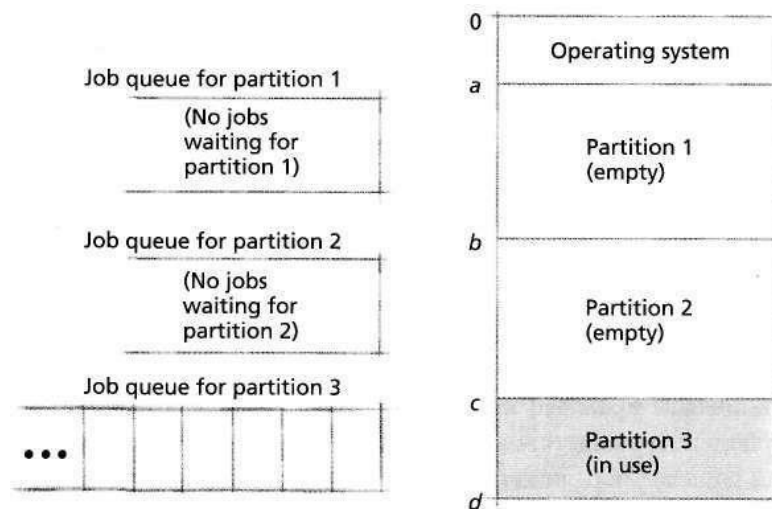 Job queue for partition 1
(No jobs
waiting for
partition 1)
Job queue for partition 2
(No jobs
waiting for
partition 2)
Job queue for partition 3
•••
0
Operating system
a
Partition 1
(empty)
b
Partition 2
(empty)
c
Partition 3
(in use)
d